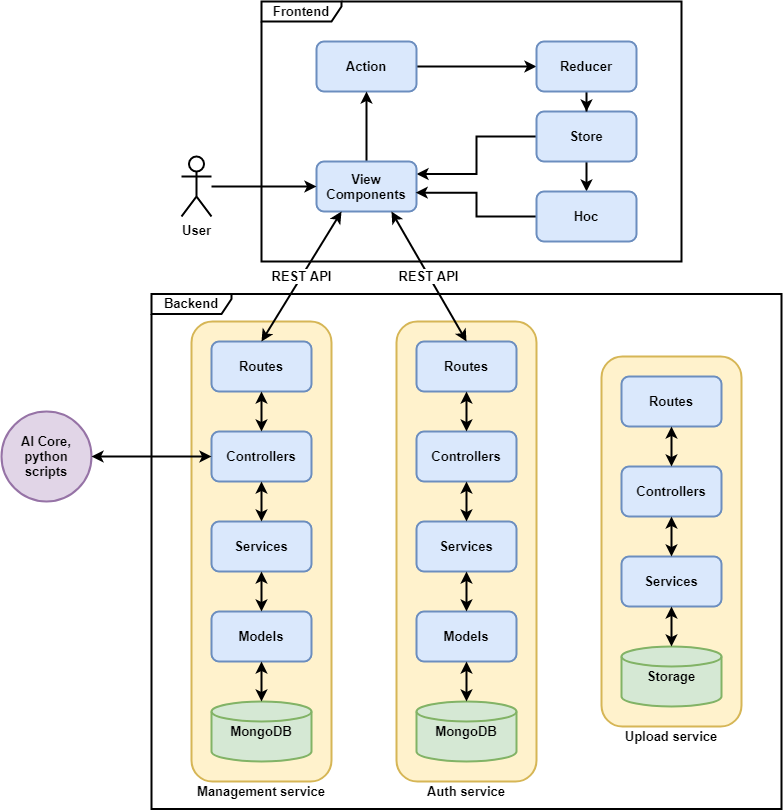 Frontend
Action
Reducer
Store
View
Components
Hoc
User
REST API
REST API
Backend
Routes
Routes
Routes
AI Core,
python
scripts
Controllers
Controllers
Controllers
Services
Services
Services
Models
Models
Storage
MongoDB
MongoDB
Upload service
Management service
Auth service